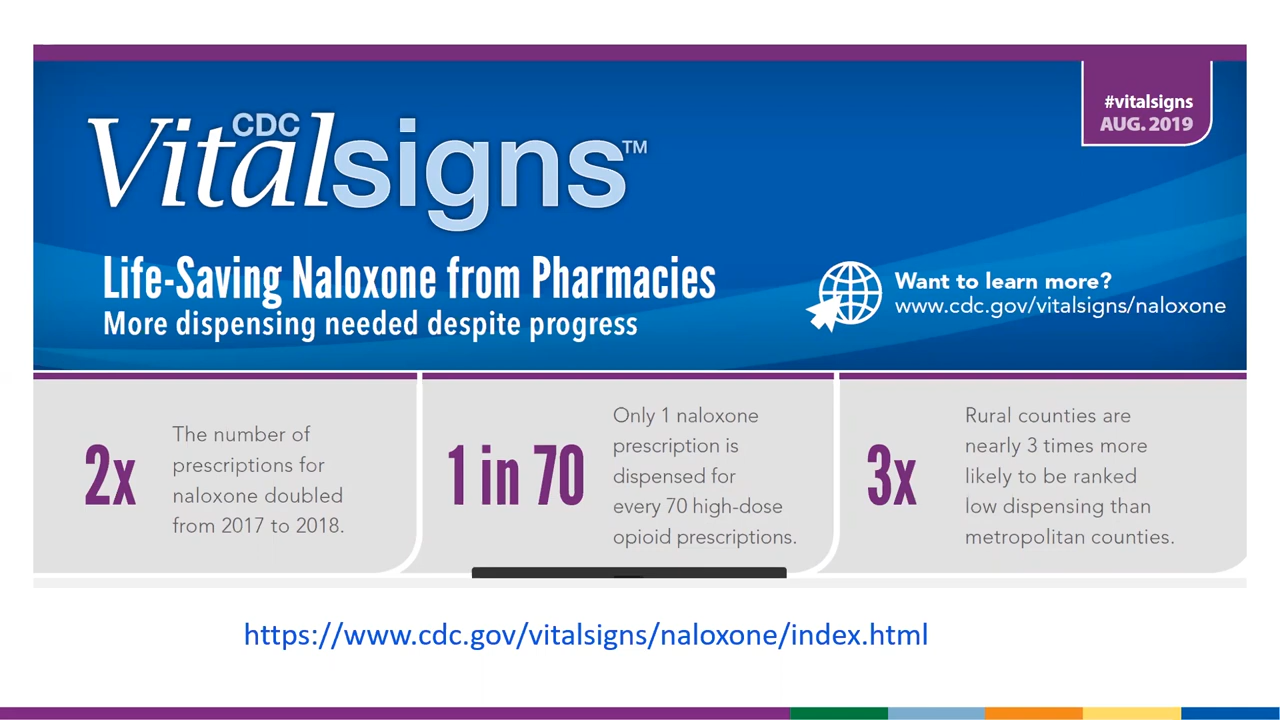 #vitalsigns
AUG. 2019
CDC
Vitalsigns™
Life-Saving Naloxone from Pharmacies
More dispensing needed despite progress
Want to learn more?
www.cdc.gov/vitalsigns/naloxone
2x
The number of
prescriptions for
naloxone doubled
from 2017 to 2018.
1 in 70
Only 1 naloxone
prescription is
dispensed for
every 70 high-dose
opioid prescriptions.
3x
Rural counties are
nearly 3 times more
likely to be ranked
low dispensing than
metropolitan counties.
https://www.cdc.gov/vitalsigns/naloxone/index.html